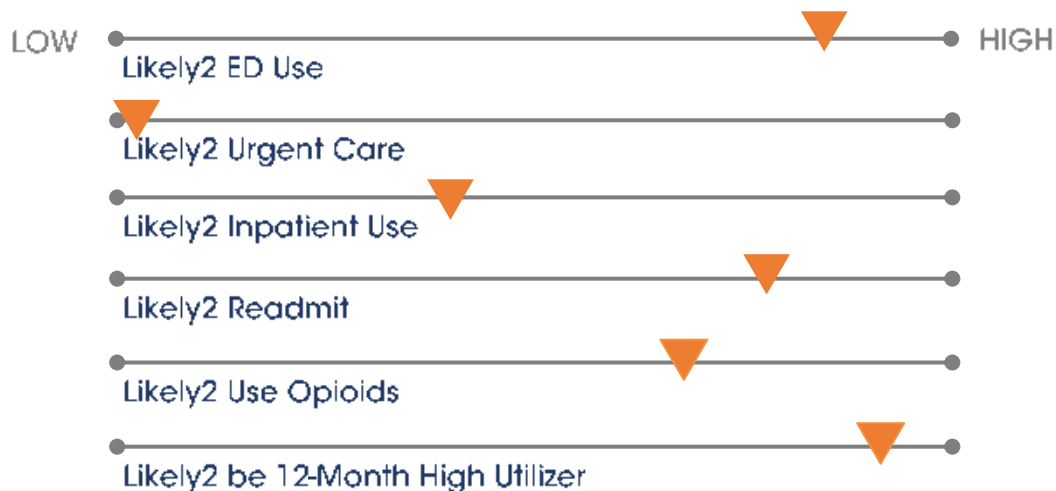 LOW HIGH
Likely2 ED Use
Likely2 Urgent Care
Likely2 Inpatient Use
Likely2 Readmit
Likely2 Use Opioids
Likely2 be 12-Month High Utilizer